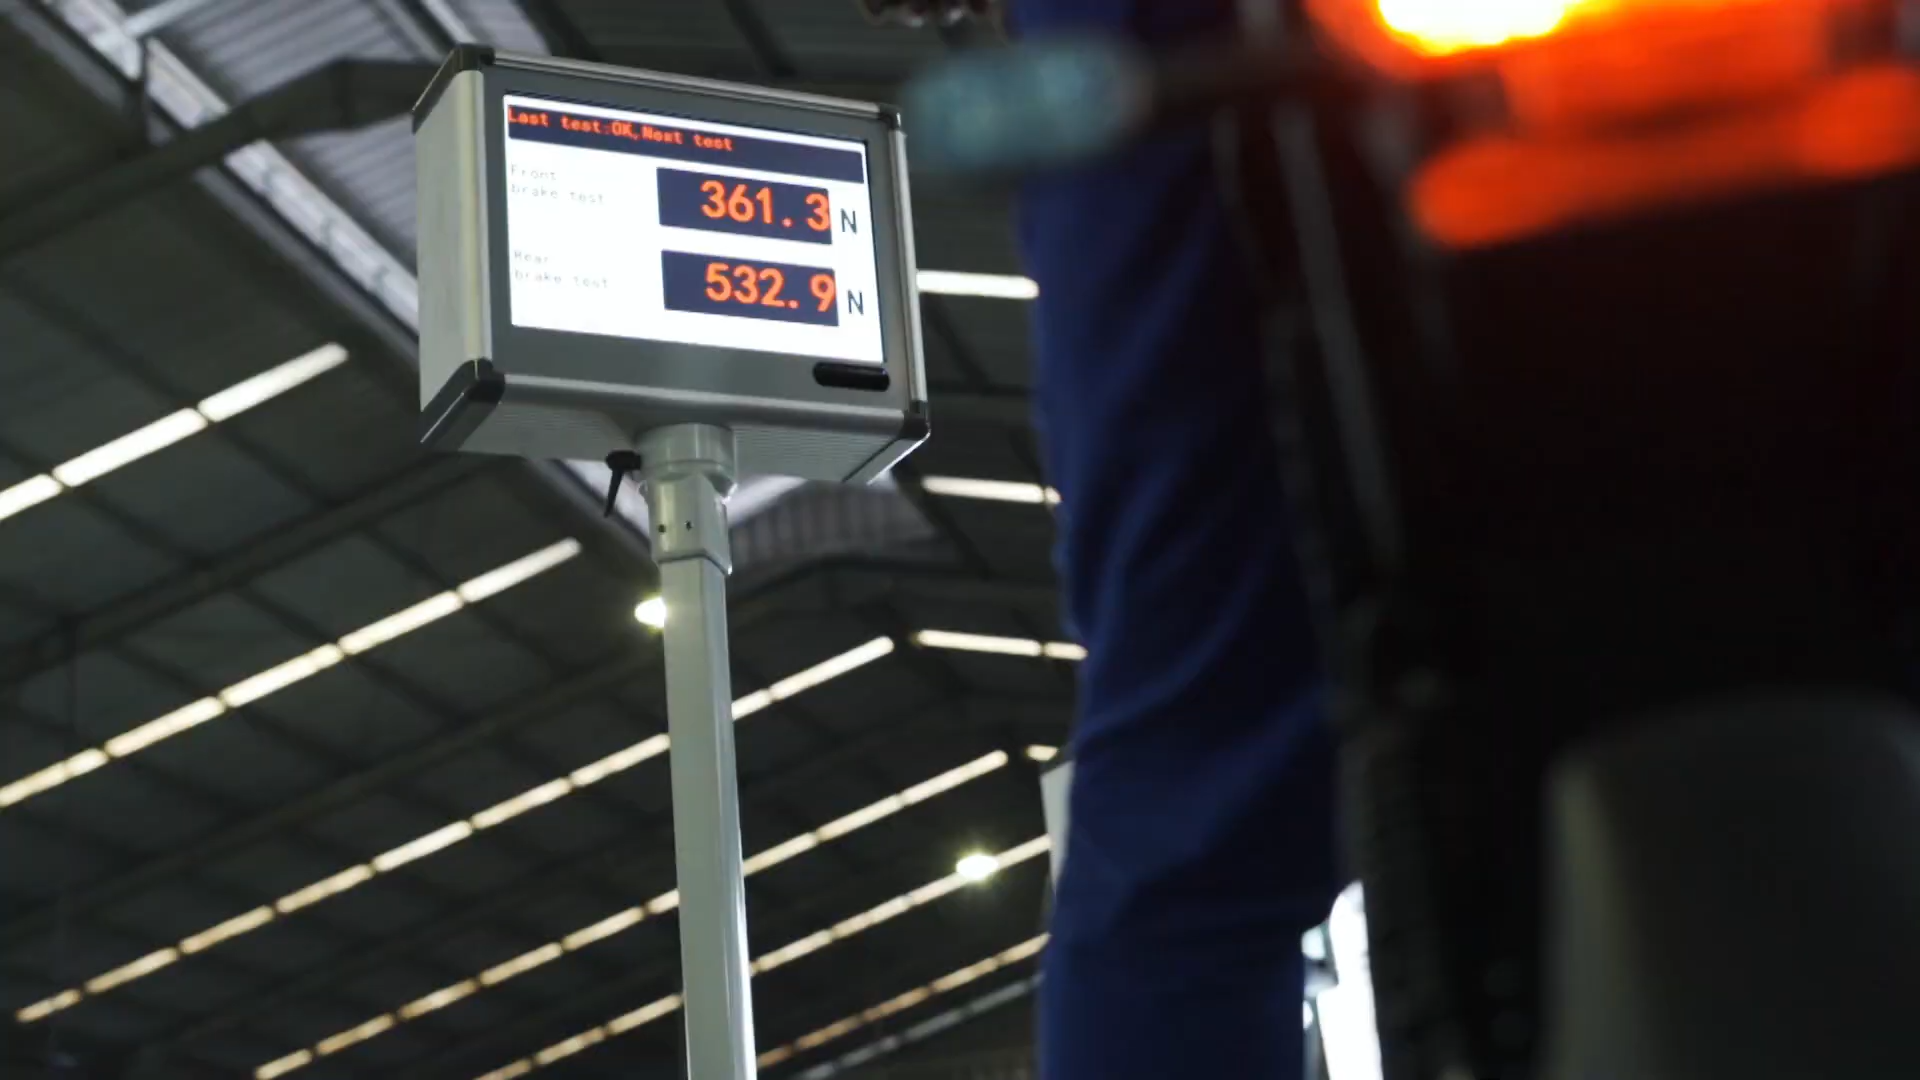 Last test:OK,Next test
Front
brake test
361.3 N
Rear
brake test
532.9 N